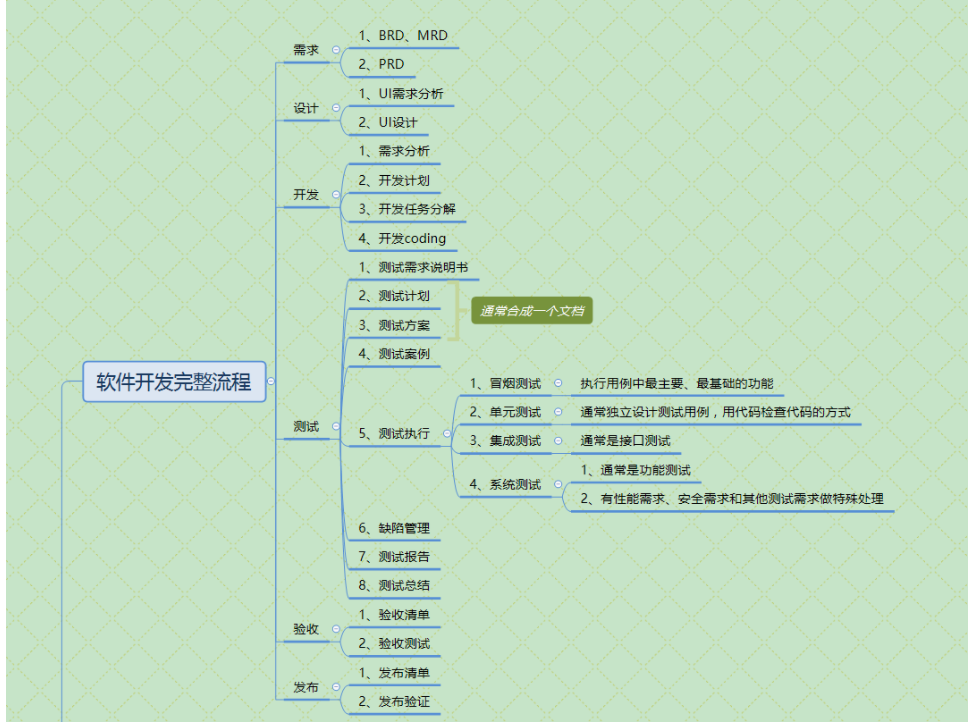 需求
1、BRD、MRD
2、PRD
设计
1、UI需求分析
2、UI设计
开发
1、需求分析
2、开发计划
3、开发任务分解
4、开发coding
软件开发完整流程
测试
1、测试需求说明书
2、测试计划
3、测试方案
通常合成一个文档
4、测试案例
5、测试执行
1、冒烟测试
执行用例中最主要、最基础的功能
2、单元测试
通常独立设计测试用例，用代码检查代码的方式
3、集成测试
通常是接口测试
4、系统测试
1、通常是功能测试
2、有性能需求、安全需求和其他测试需求做特殊处理
6、缺陷管理
7、测试报告
8、测试总结
验收
1、验收清单
2、验收测试
发布
1、发布清单
2、发布验证